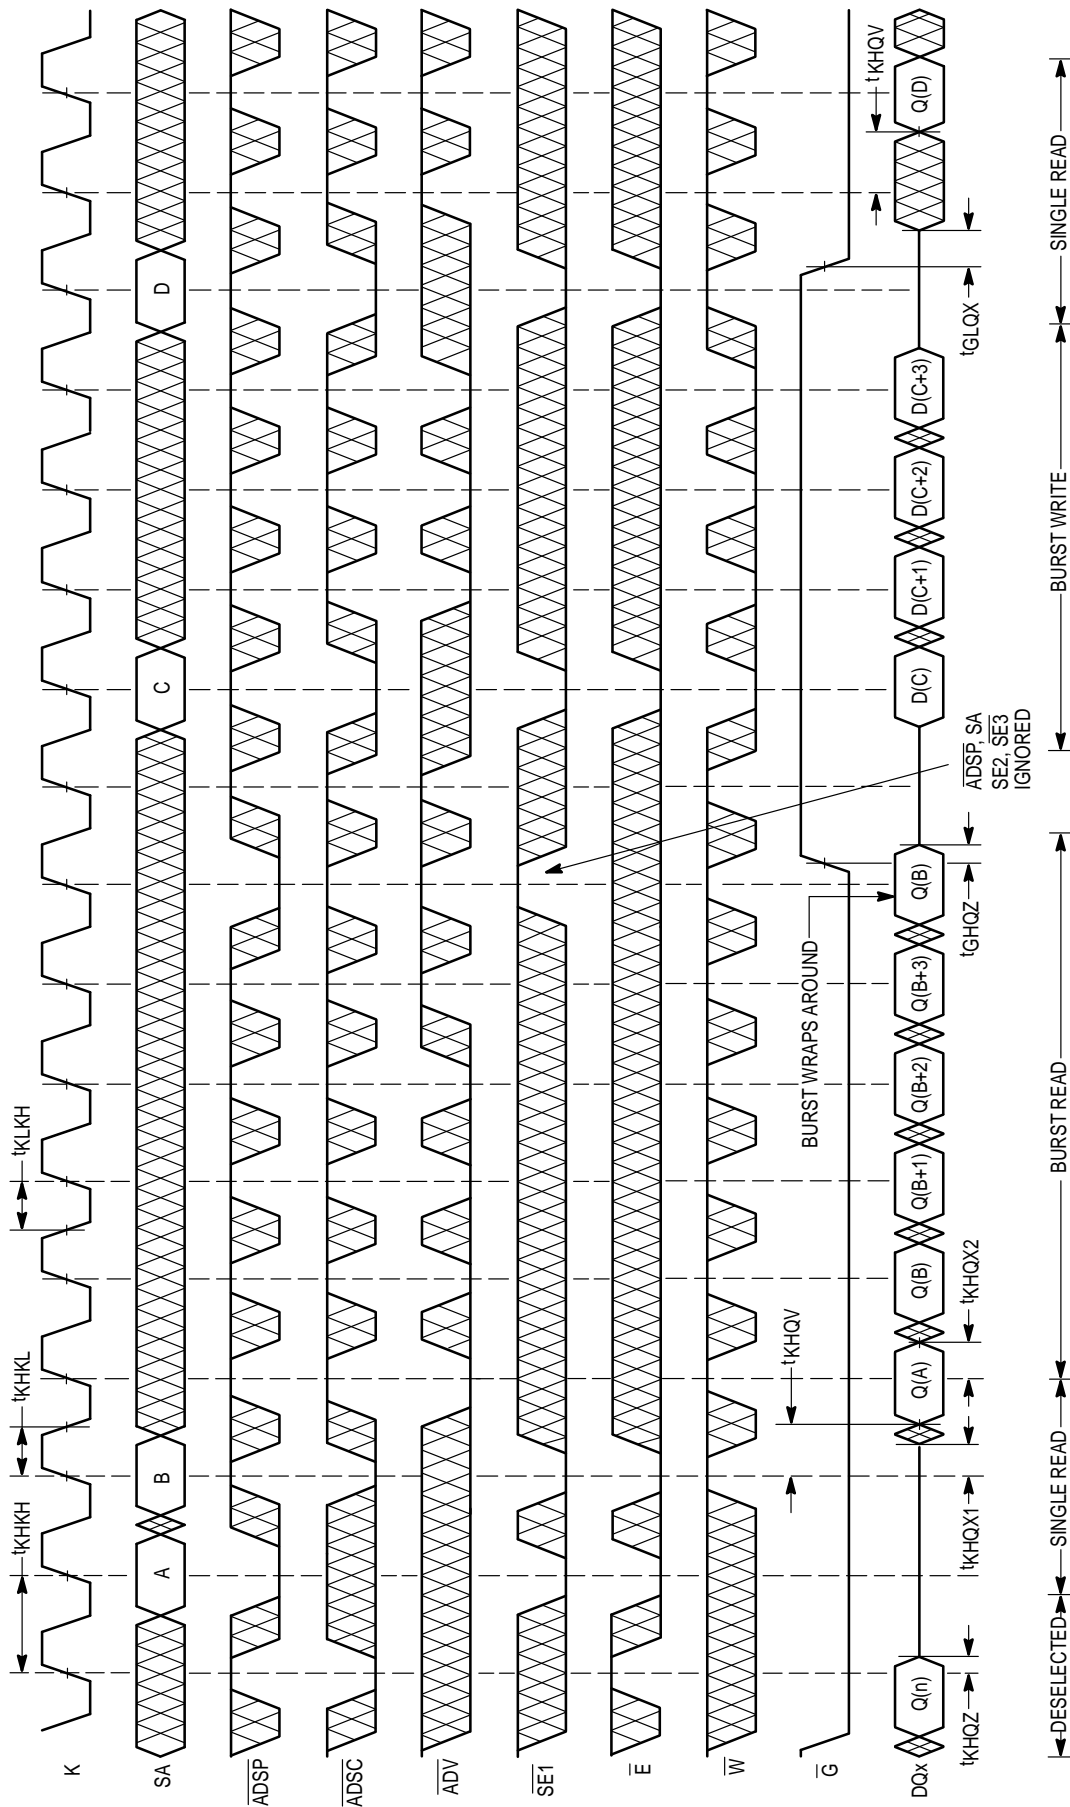 tKHKH
tKHKL
tKLKH
K
SA
A
B
C
D
ADSP
ADSC
ADV
SE1
E
W
G
tKHQV
BURST WRAPS AROUND
ADSP, SA
SE2, SE3
IGNORED
tKHQV
DQx
Q(n)
Q(A)
Q(B)
Q(B+1)
Q(B+2)
Q(B+3)
Q(B)
D(C)
D(C+1)
D(C+2)
D(C+3)
Q(D)
tKHQZ
tKHQX1
tKHQX2
tGHQZ
tGLQX
DESELECTED
SINGLE READ
BURST READ
BURST WRITE
SINGLE READ